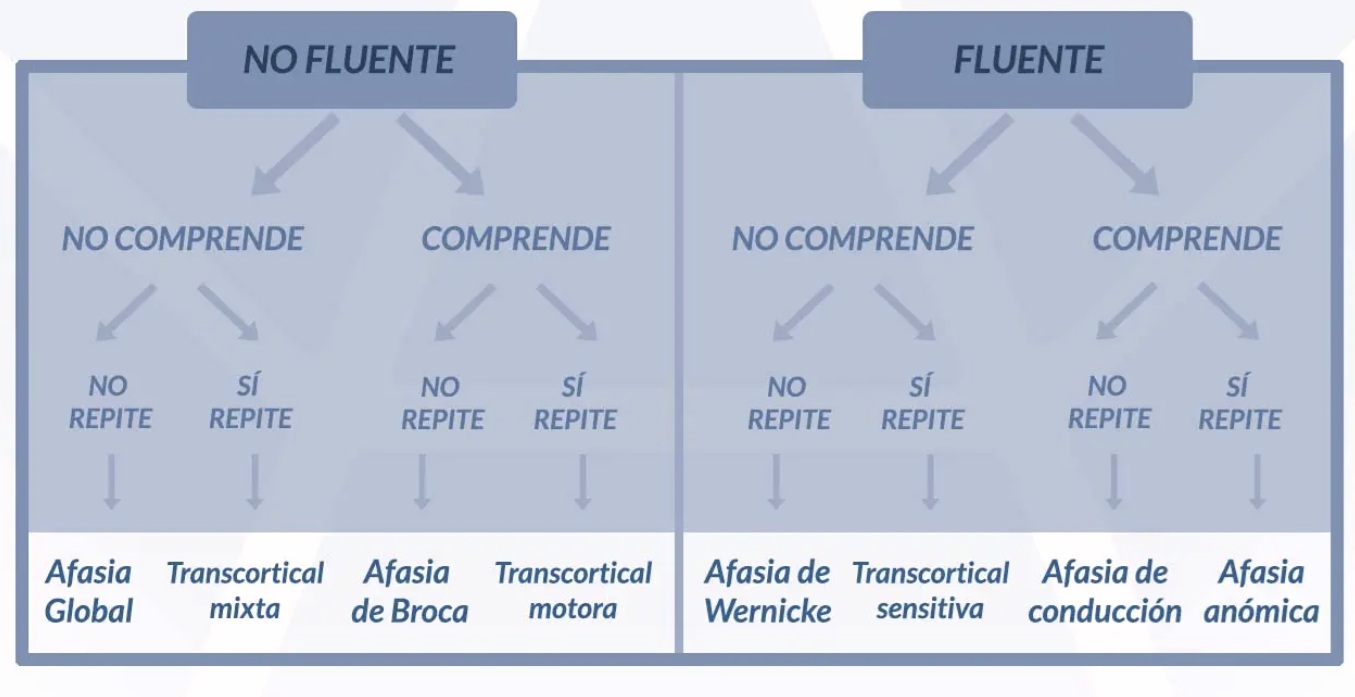 NO FLUENTE
FLUENTE
NO COMPRENDE
COMPRENDE
NO COMPRENDE
COMPRENDE
NO
REPITE
SÍ
REPITE
NO
REPITE
SÍ
REPITE
NO
REPITE
SÍ
REPITE
NO
REPITE
SÍ
REPITE
Afasia
Global
Transcortical
mixta
Afasia
de Broca
Transcortical
motora
Afasia de
Wernicke
Transcortical
sensitiva
Afasia de
conducción
Afasia
anómica